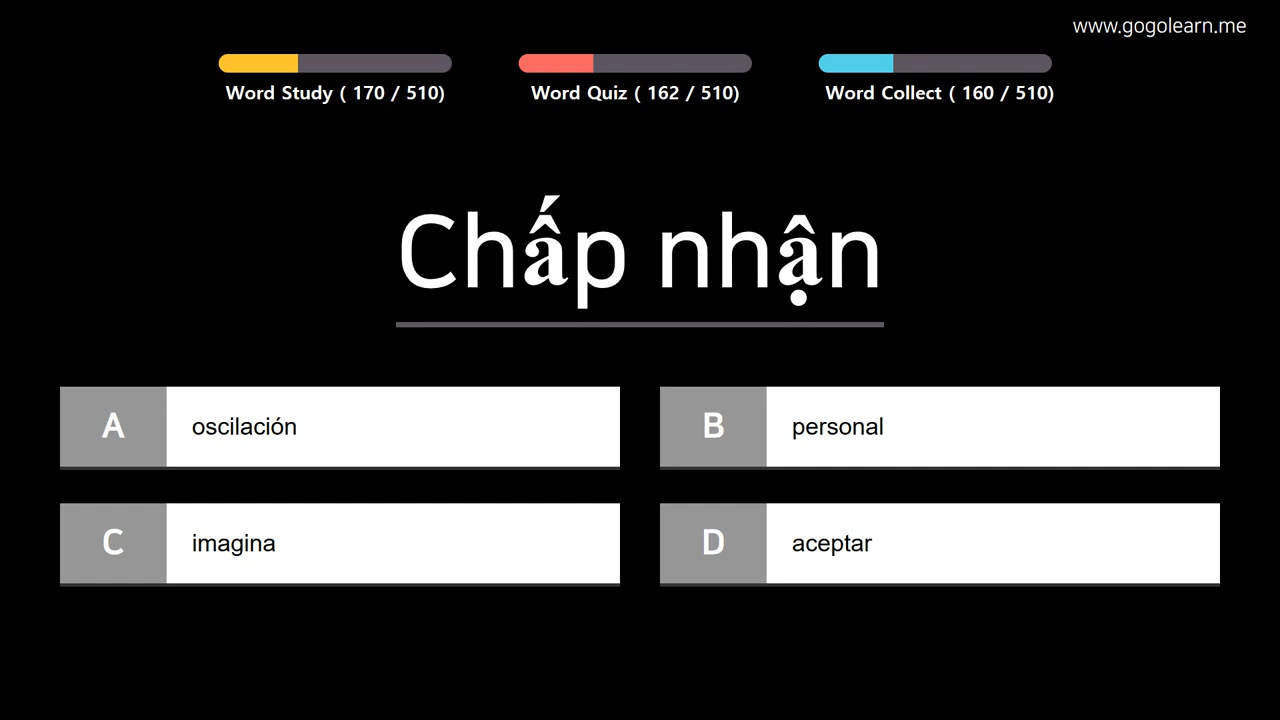 www.gogolearn.me
Word Study ( 170 / 510)
Word Quiz ( 162 / 510)
Word Collect ( 160 / 510)
Chấp nhận
A oscilación
B personal
C imagina
D aceptar